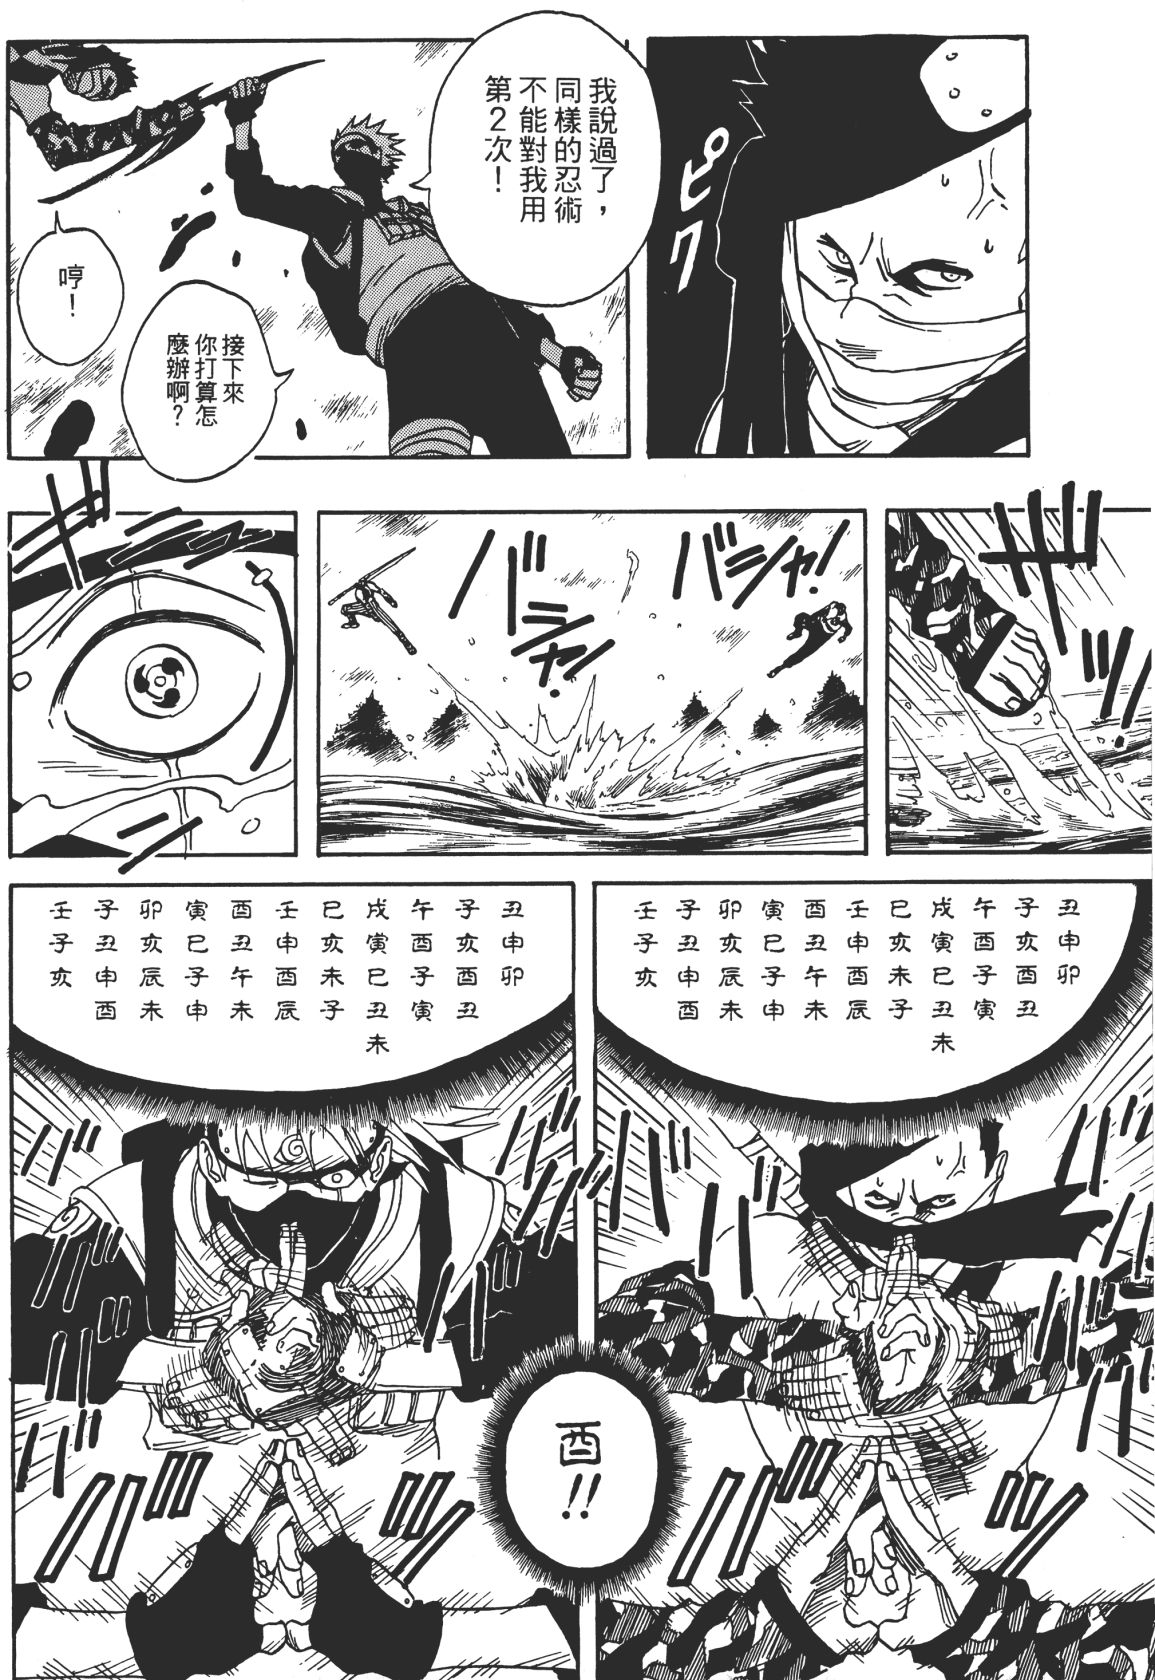 ピク
我說過了，
同樣的忍術
不能對我用
第2次！
接下來
你打算怎
麼辦啊？
哼！
バシャ！
バシャ！
丑申卯
子亥酉丑
午酉子寅
戌寅巳丑未
巳亥未子
壬申酉辰
酉丑午未
寅巳子申
卯亥辰未
子丑申酉
壬子亥
丑申卯
子亥酉丑
午酉子寅
戌寅巳丑未
巳亥未子
壬申酉辰
酉丑午未
寅巳子申
卯亥辰未
子丑申酉
壬子亥
酉!!